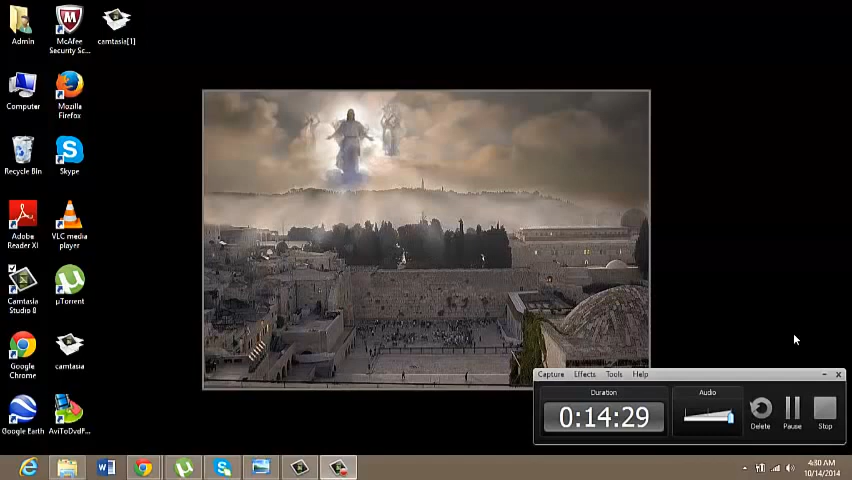 Admin
McAfee
Security Sc...
camtasia[1]
Computer
Mozilla
Firefox
Recycle Bin
Skype
Adobe
Reader XI
VLC media
player
Camtasia
Studio 8
µTorrent
Google
Chrome
camtasia
Google Earth
AviToDvdF...
Capture Effects Tools Help
Duration
0:14:29
Audio
Delete
Pause
Stop
4:30 AM
10/14/2014